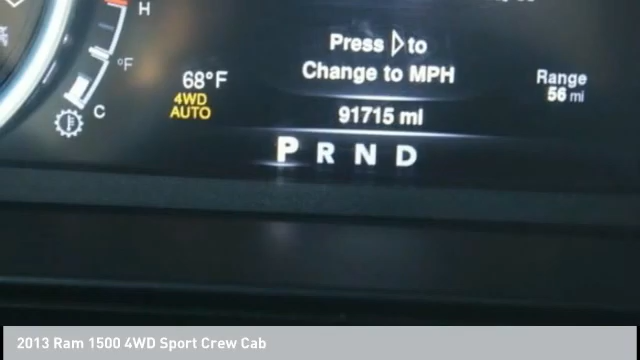 H
°F
C
68°F
4WD
AUTO
Press ▷ to
Change to MPH
91715 mi
Range
56 mi
P R N D
2013 Ram 1500 4WD Sport Crew Cab